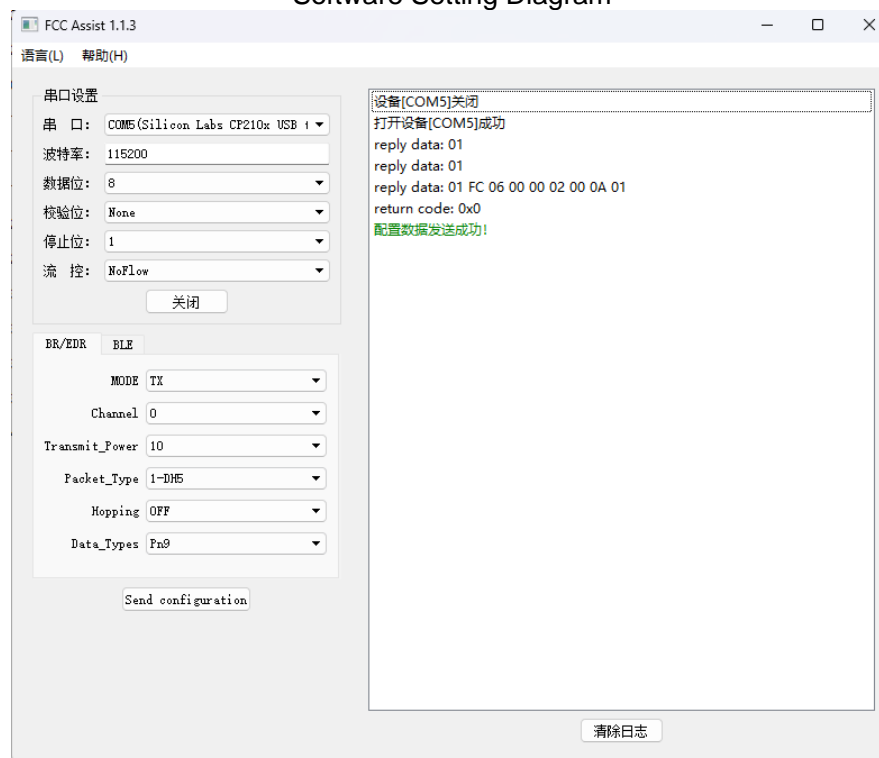 Software Setting Diagram
FCC Assist 1.1.3
语言(L) 帮助(H)
串口设置
串 口: COM5(Silicon Labs CP210x USB t
波特率: 115200
数据位: 8
校验位: None
停止位: 1
流 控: NoFlow
关闭
BR/EDR BLE
MODE TX
Channel 0
Transmit_Power 10
Packet_Type 1-DH5
Hopping OFF
Data_Types Pn9
Send configuration
设备[COM5]关闭
打开设备[COM5]成功
reply data: 01
reply data: 01
reply data: 01 FC 06 00 00 02 00 0A 01
return code: 0x0
配置数据发送成功!
清除日志